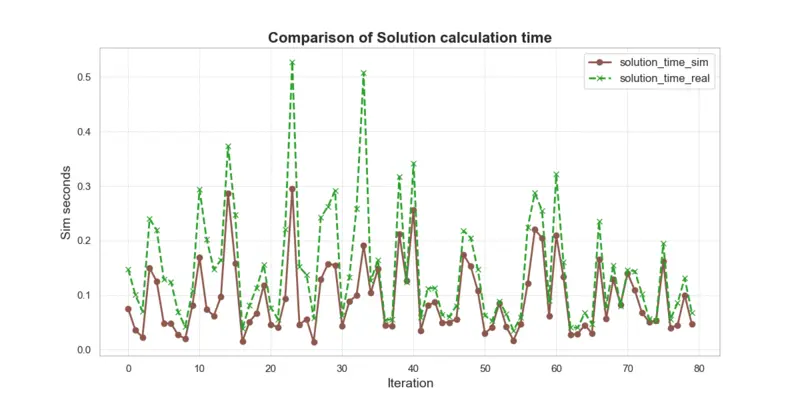 Comparison of Solution calculation time
solution_time_sim
solution_time_real
0.5
0.4
0.3
0.2
0.1
0.0
Sim seconds
0 10 20 30 40 50 60 70 80
Iteration